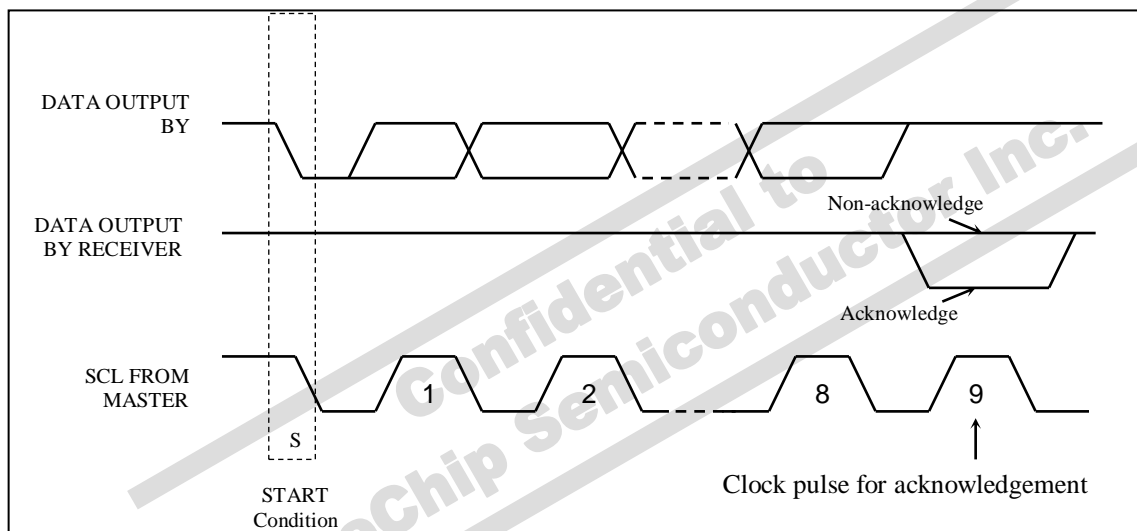 DATA OUTPUT
BY
DATA OUTPUT
BY RECEIVER
Non-acknowledge
Acknowledge
SCL FROM
MASTER
1
2
8
9
S
START
Condition
Clock pulse for acknowledgement
Confidential to
Chip Semiconductor Inc.